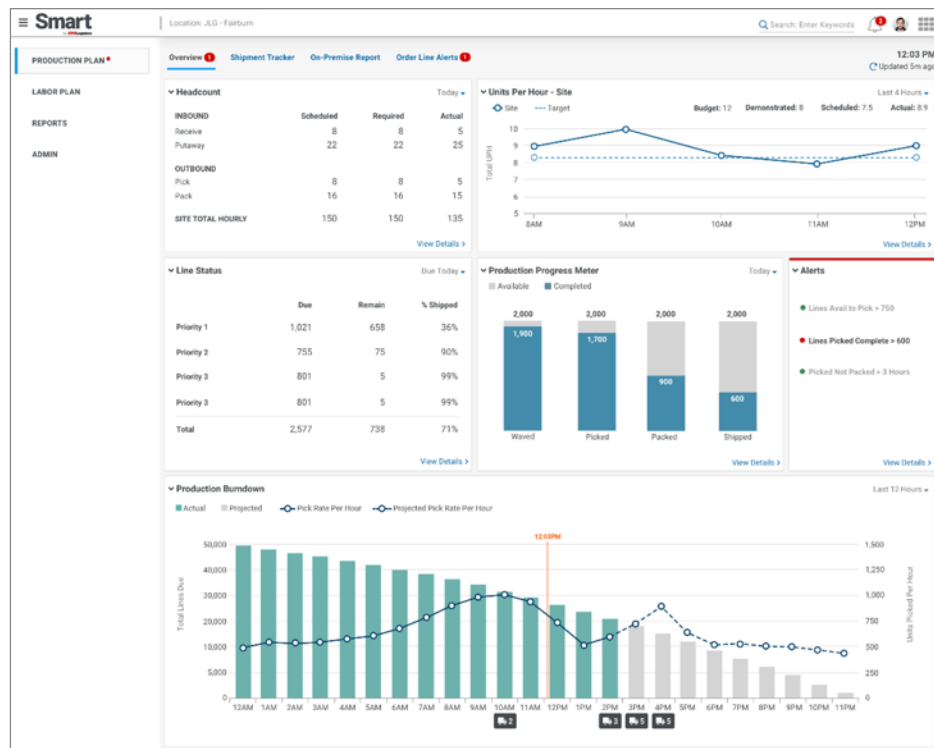 Smart
by GXO Logistics
Location: JLG - Fairburn
Search: Enter Keywords
2
PRODUCTION PLAN
LABOR PLAN
REPORTS
ADMIN
Overview 1
Shipment Tracker
On-Premise Report
Order Line Alerts 1
12:03 PM
Updated 5m ago
Headcount
Today
INBOUND Scheduled Required Actual
Receive 8 8 5
Putaway 22 22 25
OUTBOUND
Pick 8 8 5
Pack 16 16 15
SITE TOTAL HOURLY 150 150 135
View Details >
Units Per Hour - Site
Last 4 Hours
Site Target
Budget: 12 Demonstrated: 8 Scheduled: 7.5 Actual: 8.9
Total UPH
10
9
8
7
6
5
8AM 9AM 10AM 11AM 12PM
View Details >
Line Status
Due Today
Due Remain % Shipped
Priority 1 1,021 658 36%
Priority 2 755 75 90%
Priority 3 801 5 99%
Priority 3 801 5 99%
Total 2,577 738 71%
View Details >
Production Progress Meter
Today
Available Completed
2,000 2,000 2,000 2,000
1,900 1,700 900 600
Waved Picked Packed Shipped
View Details >
Alerts
Lines Avail to Pick > 750
Lines Picked Complete > 600
Picked Not Packed > 3 Hours
View Details >
Production Burndown
Last 12 Hours
Actual Projected Pick Rate Per Hour Projected Pick Rate Per Hour
12:03PM
Total Lines Due
50,000
40,000
30,000
20,000
10,000
5,000
0
1,500
1,250
1,000
750
500
250
0
Units Picked Per Hour
12AM 1AM 2AM 3AM 4AM 5AM 6AM 7AM 8AM 9AM 10AM 11AM 12PM 1PM 2PM 3PM 4PM 5PM 6PM 7PM 8PM 9PM 10PM 11PM
2 3 5 5